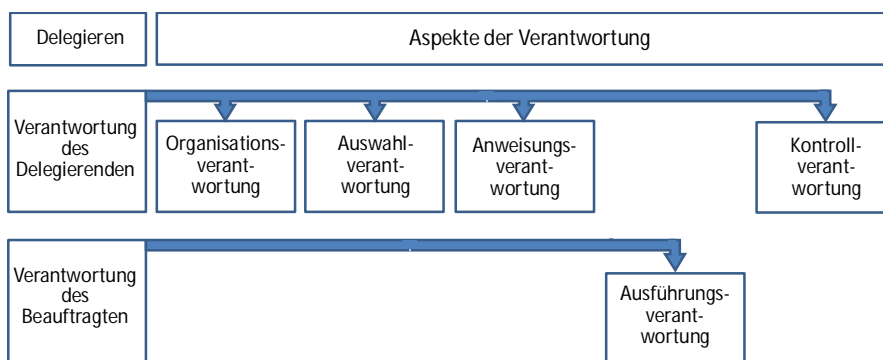 Delegieren
Aspekte der Verantwortung
Verantwortung
des
Delegierenden
Organisations-
verant-
wortung
Auswahl-
verant-
wortung
Anweisungs-
verant-
wortung
Kontroll-
verant-
wortung
Verantwortung
des
Beauftragten
Ausführungs-
verant-
wortung